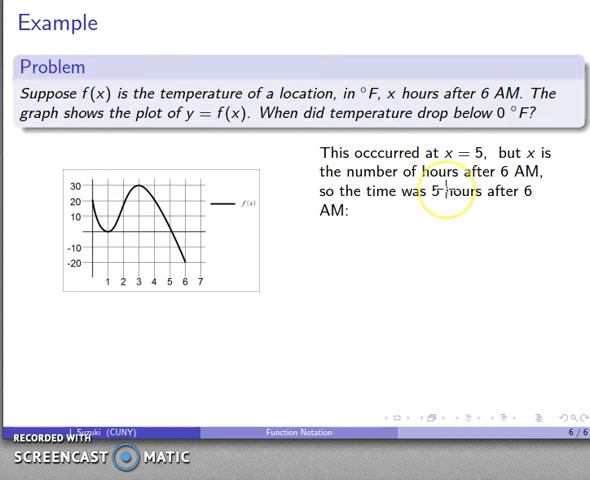 Example
Problem
Suppose f(x) is the temperature of a location, in °F, x hours after 6 AM. The
graph shows the plot of y = f(x). When did temperature drop below 0 °F?
This occcurred at x = 5, but x is
the number of hours after 6 AM,
so the time was 5 hours after 6
AM:
30
20
10
-10
-20
1 2 3 4 5 6 7
f(x)
J. Suzuki (CUNY)
Function Notation
6 / 6
RECORDED WITH
SCREENCAST MATIC